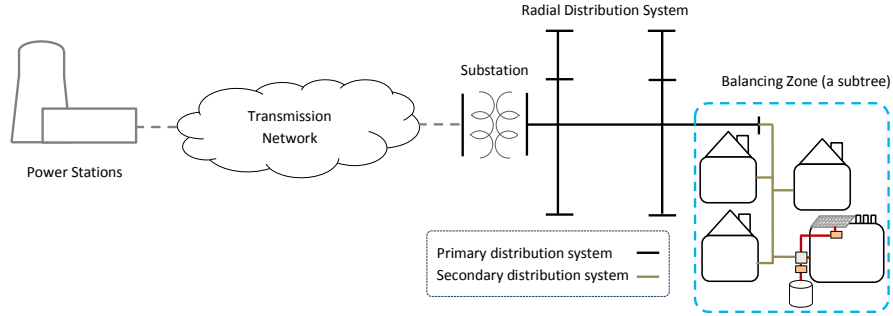 Radial Distribution System
Substation
Balancing Zone (a subtree)
Transmission
Network
Power Stations
Primary distribution system
Secondary distribution system